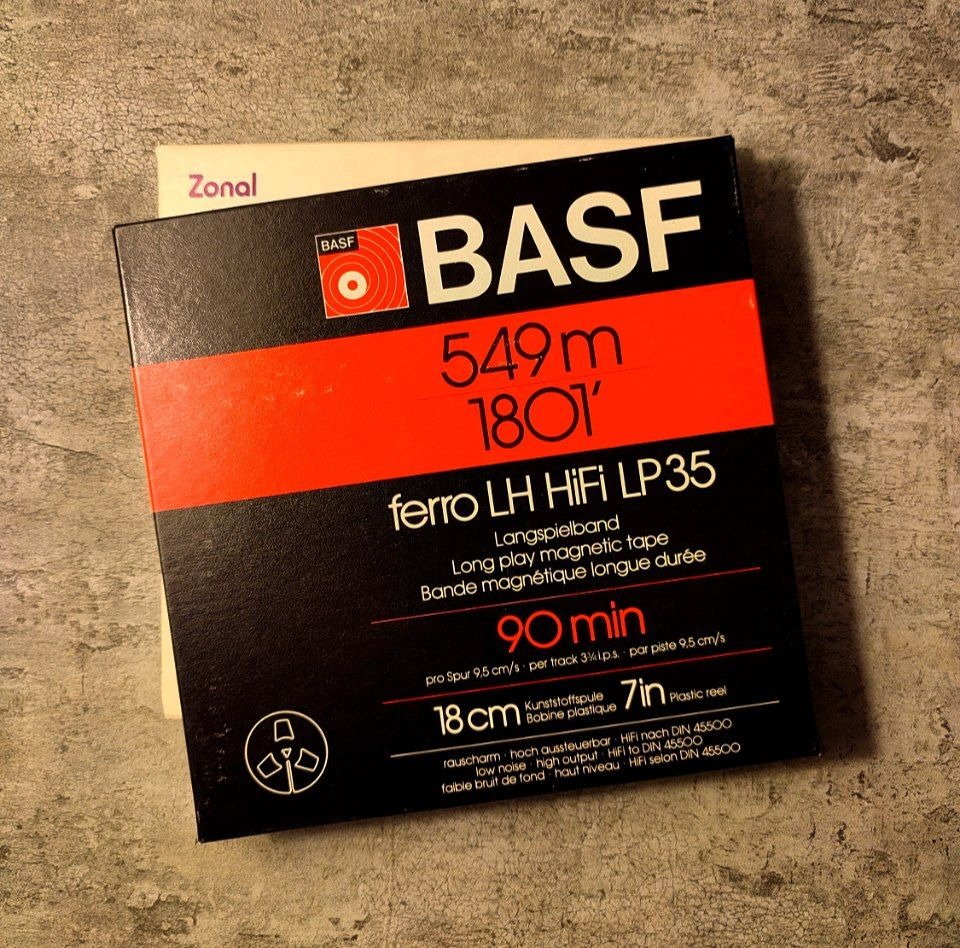 Zonal
BASF
BASF
549 m
1801'
ferro LH HiFi LP 35
Langspielband
Long play magnetic tape
Bande magnétique longue durée
90 min
pro Spur 9,5 cm/s · per track 3¾ i.p.s. · par piste 9,5 cm/s
18 cm Kunststoffspule 7in Plastic reel
Bobine plastique
rauscharm · hoch aussteuerbar · HiFi nach DIN 45500
low noise · high output · HiFi to DIN 45500
faible bruit de fond · haut niveau · HiFi selon DIN 45500